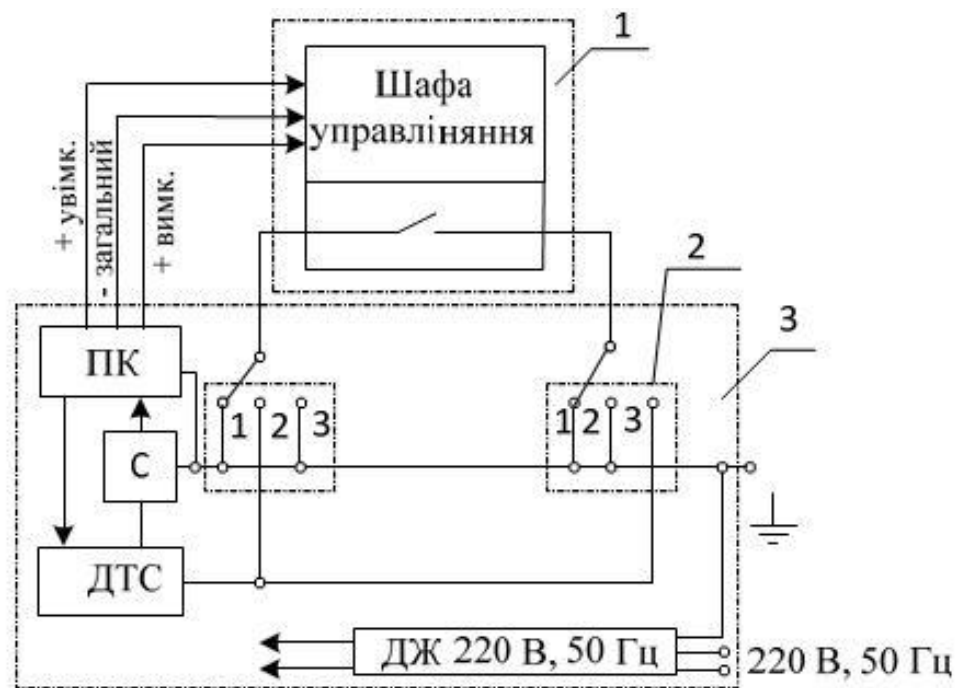 1
Шафа
управліняння
+ увімк.
- загальний
+ вимк.
2
3
ПК
1 2 3
1 2 3
С
ДТС
ДЖ 220 В, 50 Гц
220 В, 50 Гц